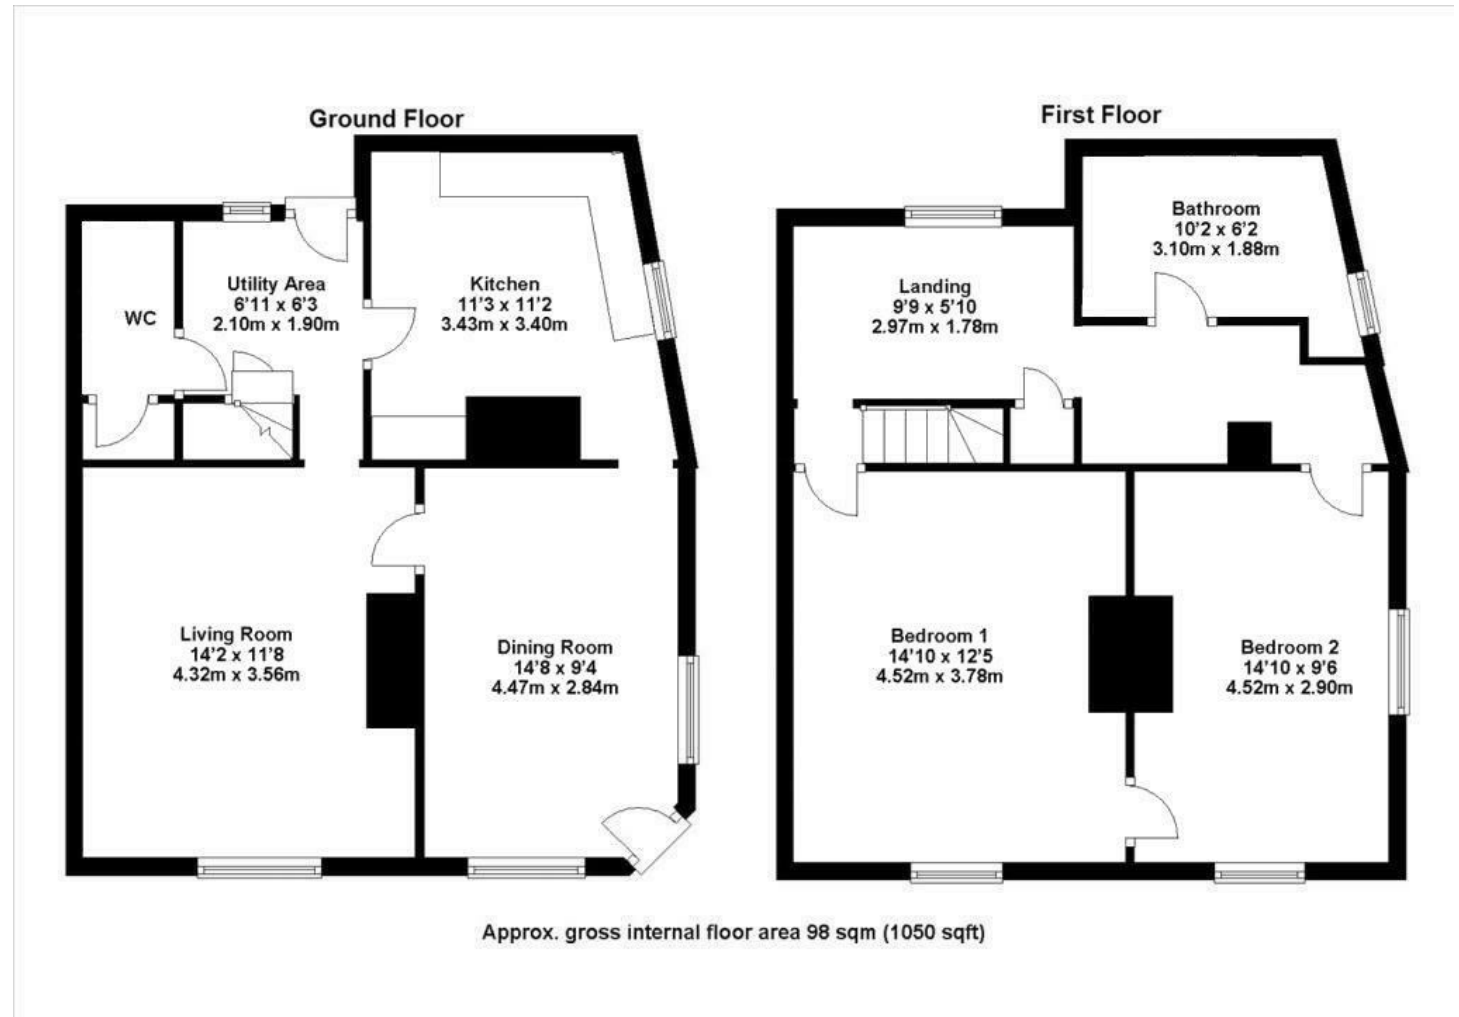 Ground Floor
First Floor
WC
Utility Area
6'11 x 6'3
2.10m x 1.90m
Kitchen
11'3 x 11'2
3.43m x 3.40m
Living Room
14'2 x 11'8
4.32m x 3.56m
Dining Room
14'8 x 9'4
4.47m x 2.84m
Landing
9'9 x 5'10
2.97m x 1.78m
Bathroom
10'2 x 6'2
3.10m x 1.88m
Bedroom 1
14'10 x 12'5
4.52m x 3.78m
Bedroom 2
14'10 x 9'6
4.52m x 2.90m
Approx. gross internal floor area 98 sqm (1050 sqft)